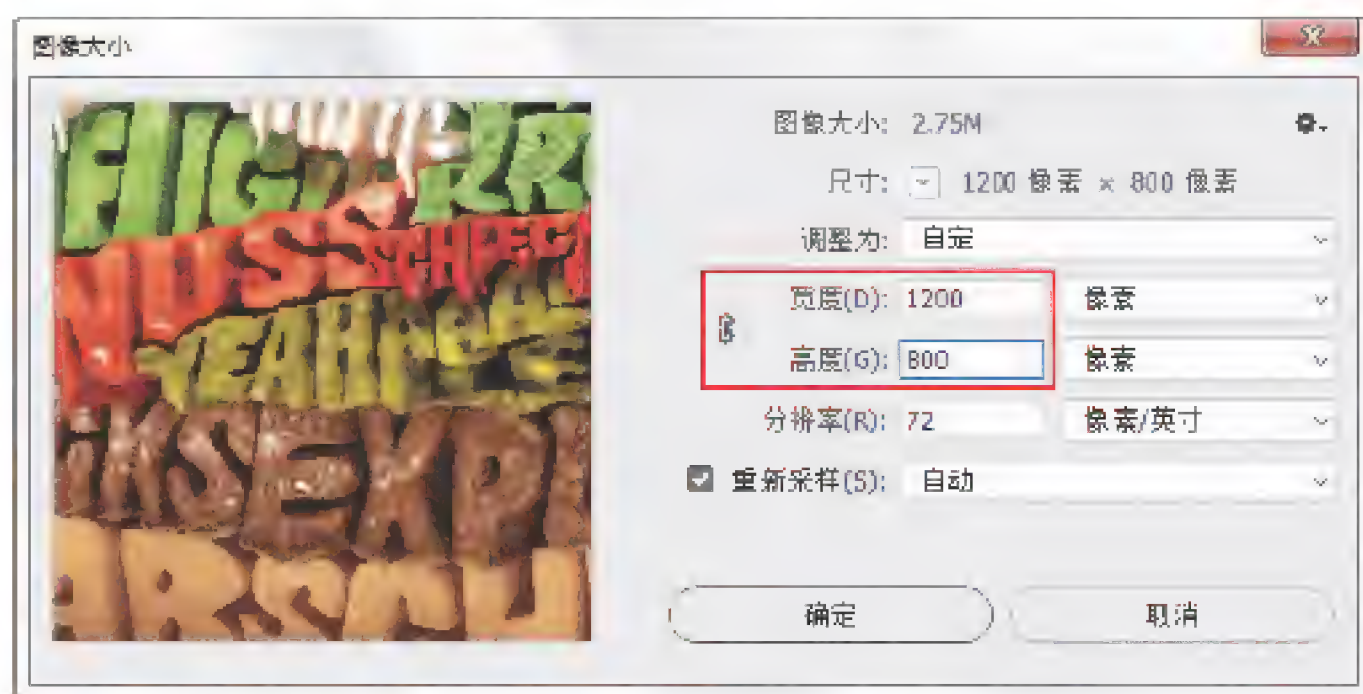 图像大小
图像大小: 2.75M
尺寸: 1200 像素 × 800 像素
调整为: 自定
宽度(D): 1200 像素
高度(G): 800 像素
分辨率(R): 72 像素/英寸
重新采样(S): 自动
确定 取消
NUSS
YEAH